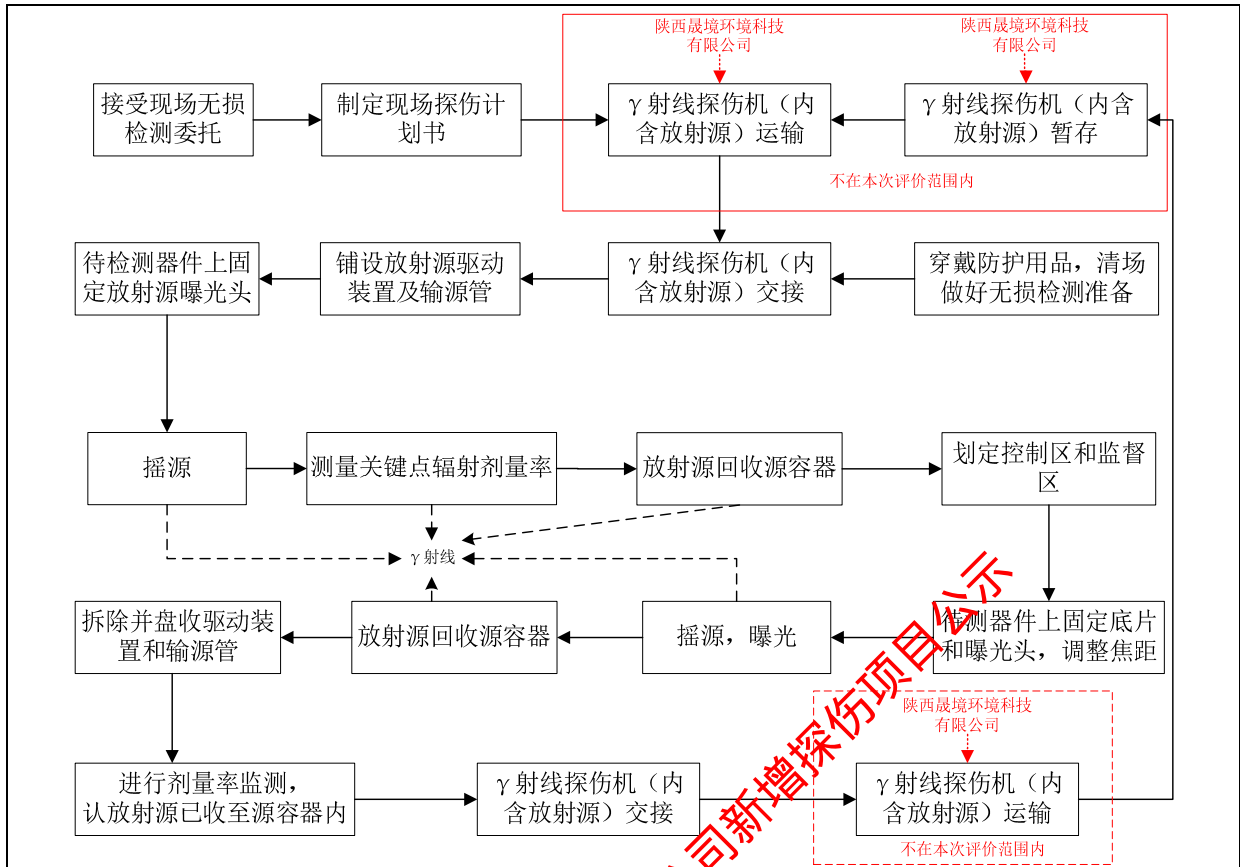 陕西晟境环境科技
有限公司
陕西晟境环境科技
有限公司
接受现场无损
检测委托
制定现场探伤计
划书
γ射线探伤机（内
含放射源）运输
γ射线探伤机（内含
放射源）暂存
不在本次评价范围内
待检测器件上固
定放射源曝光头
铺设放射源驱动
装置及输源管
γ射线探伤机（内
含放射源）交接
穿戴防护用品，清场
做好无损检测准备
摇源
测量关键点辐射剂量率
放射源回收源容器
划定控制区和监督
区
γ射线
拆除并盘收驱动装
置和输源管
放射源回收源容器
摇源，曝光
待测器件上固定底片
和曝光头，调整焦距
陕西晟境环境科技
有限公司
进行剂量率监测，
认放射源已收至源容器内
γ射线探伤机（内
含放射源）交接
γ射线探伤机（内
含放射源）运输
不在本次评价范围内
公司新增探伤项目公示